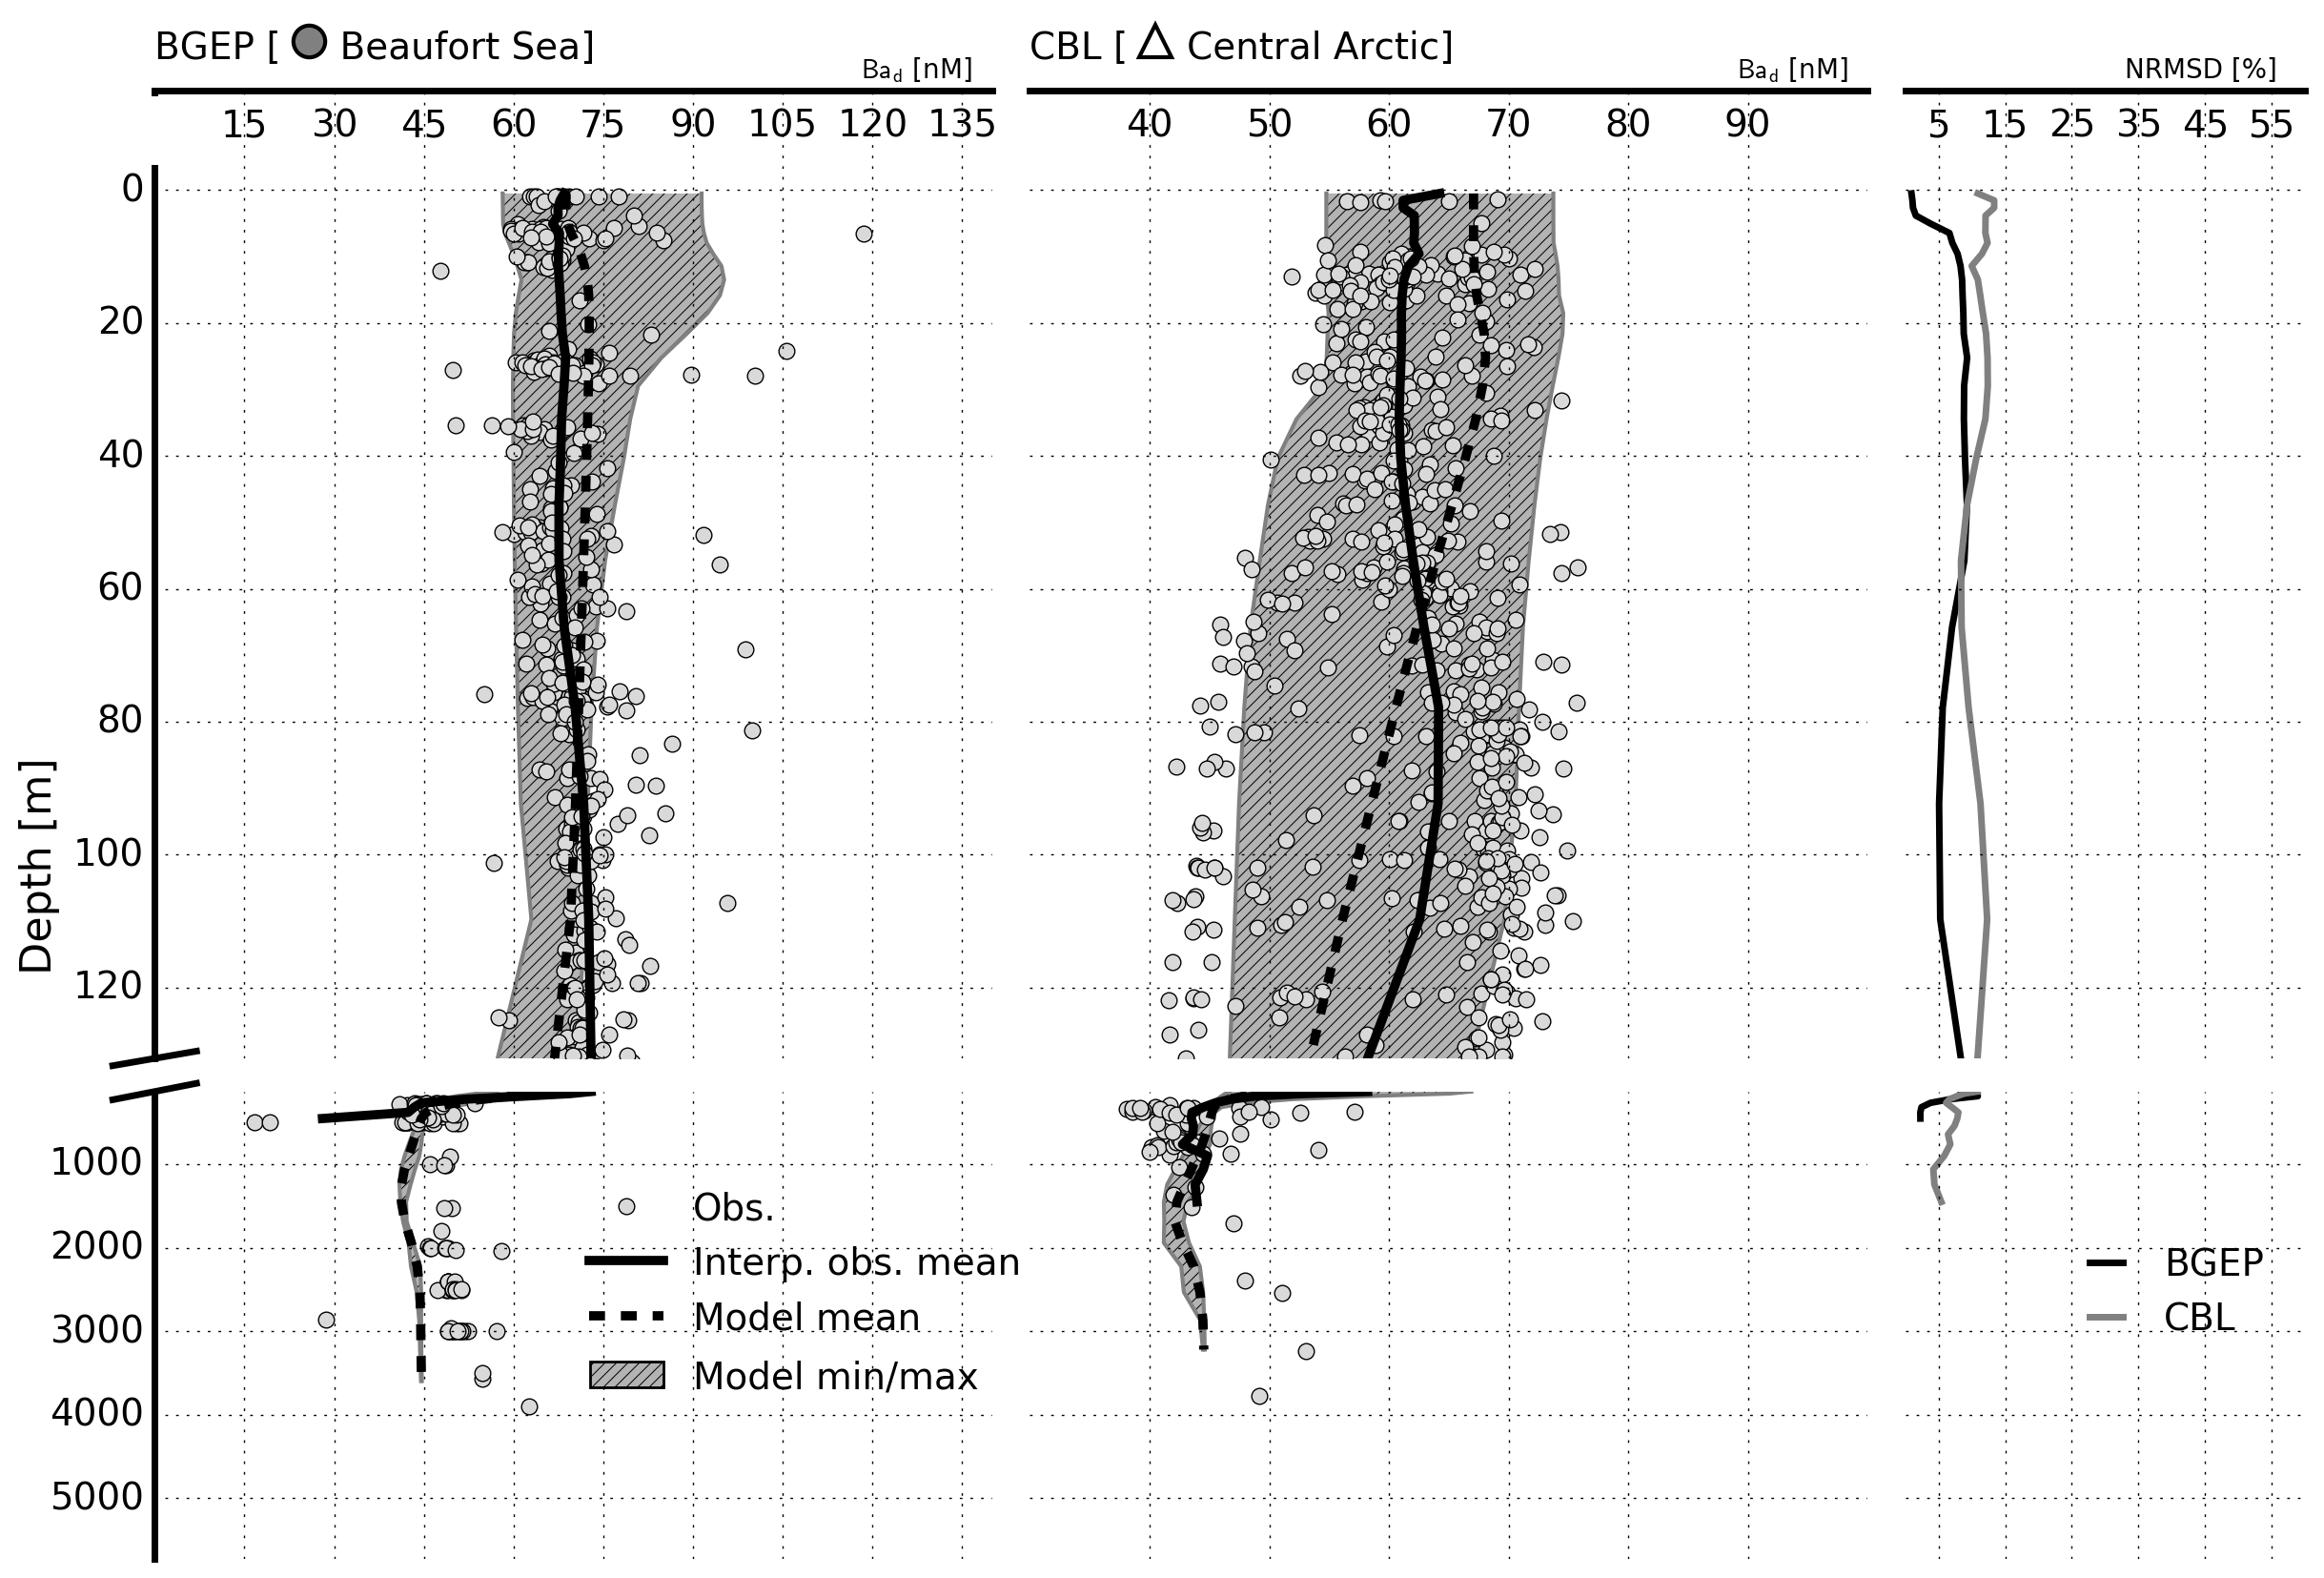 BGEP [ Beaufort Sea]
Ba_d [nM]
CBL [ Central Arctic]
Ba_d [nM]
NRMSD [%]
15 30 45 60 75 90 105 120 135
40 50 60 70 80 90
5 15 25 35 45 55
Depth [m]
0
20
40
60
80
100
120
1000
2000
3000
4000
5000
Obs.
Interp. obs. mean
Model mean
Model min/max
BGEP
CBL